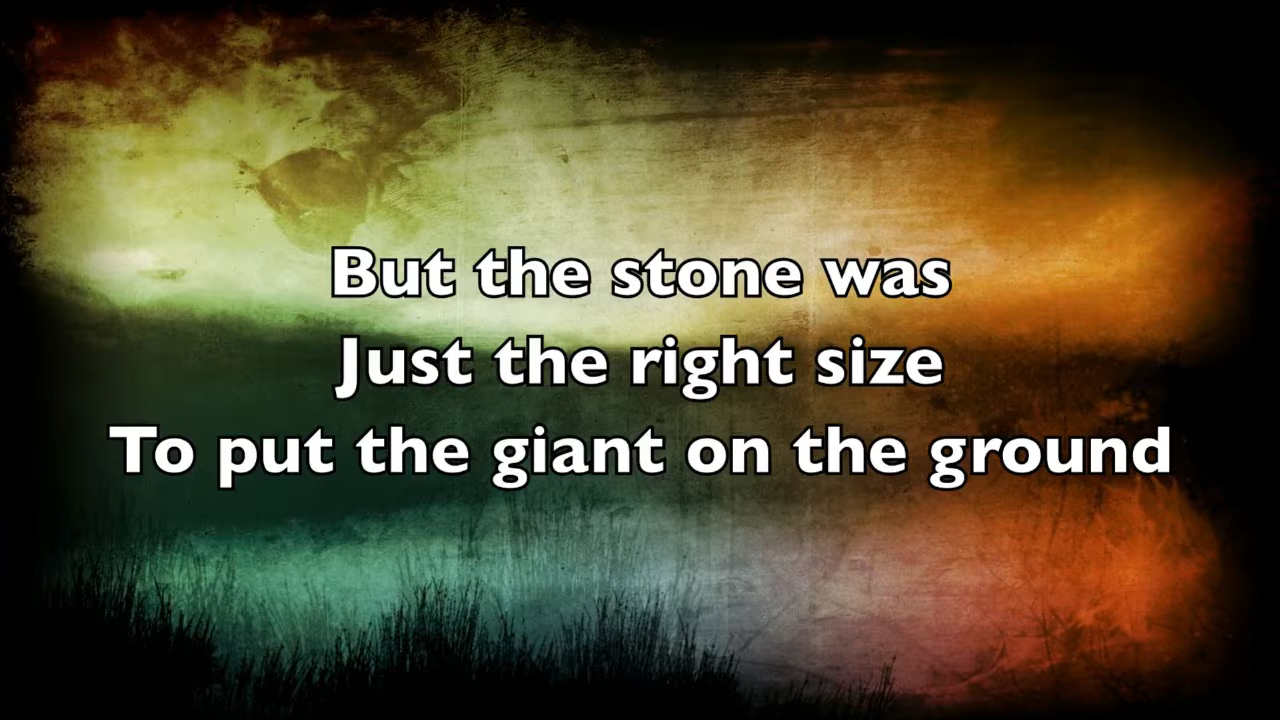 But the stone was
Just the right size
To put the giant on the ground